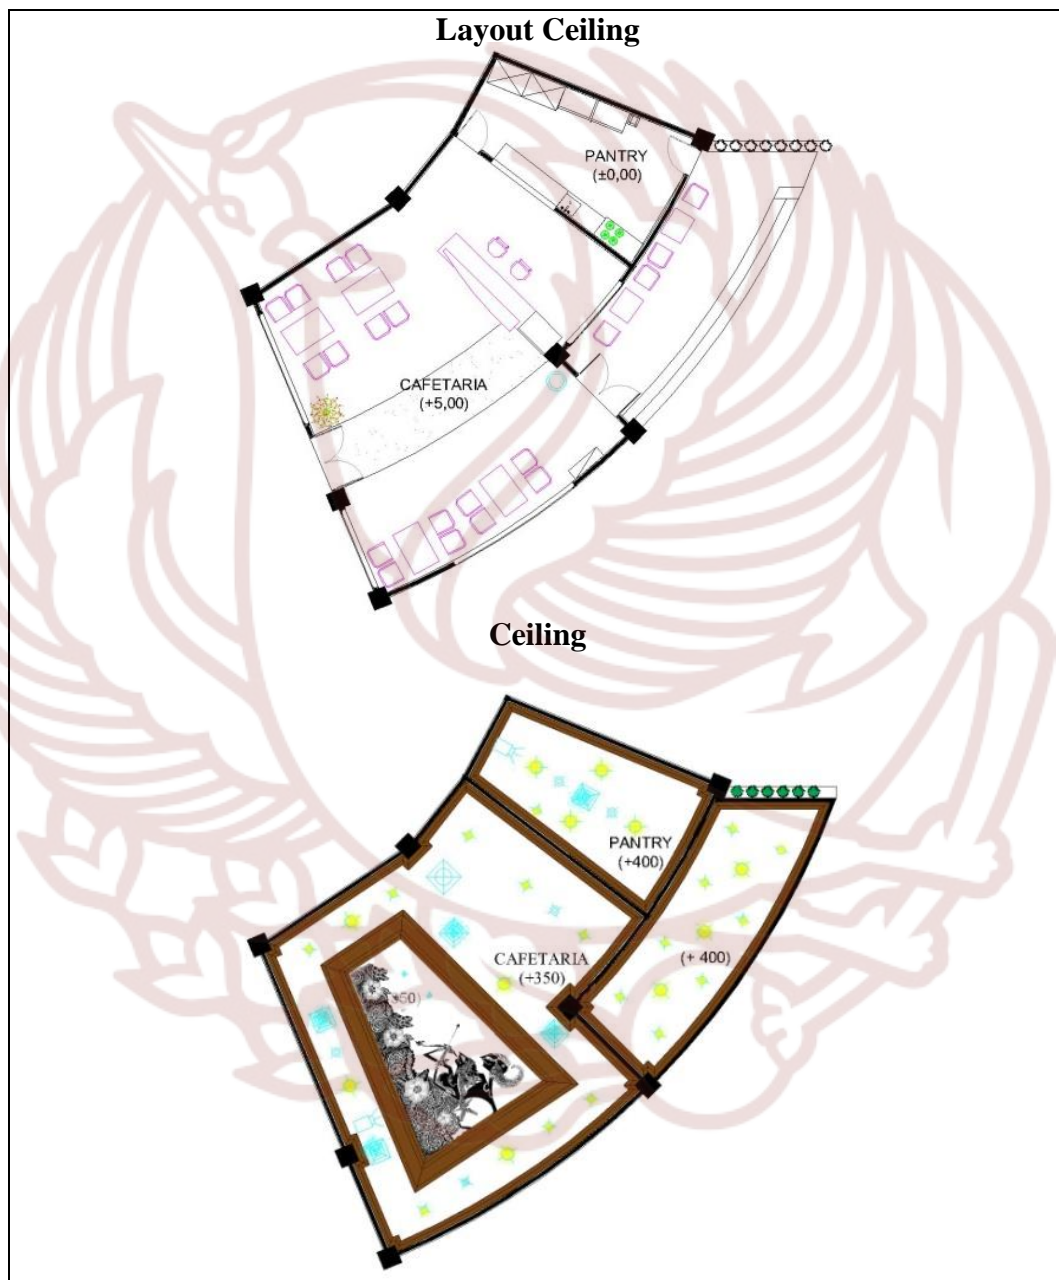 Layout Ceiling
PANTRY
(±0,00)
CAFETARIA
(+5,00)
Ceiling
PANTRY
(+400)
CAFETARIA
(+350)
(+ 400)